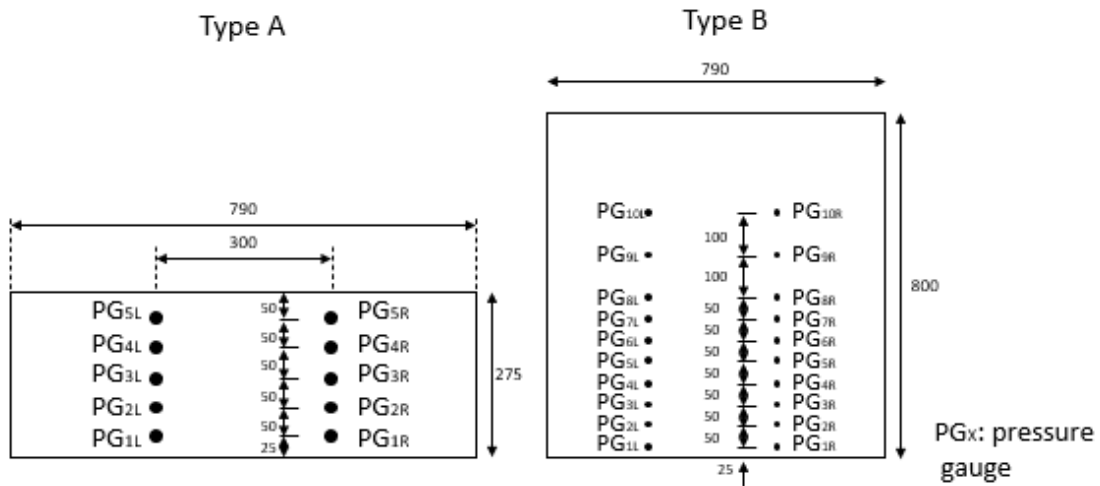 Type A
Type B
790
790
300
PG10L
PG10R
100
PG9L
PG9R
100
800
PG8L
PG8R
50
PG7L
PG7R
50
PG6L
PG6R
50
PG5L
PG5R
50
PG4L
PG4R
50
PG3L
PG3R
50
PG2L
PG2R
50
PG1L
PG1R
25
PG5L
50
PG5R
50
PG4L
PG4R
50
PG3L
PG3R
275
50
PG2L
PG2R
50
PG1L
25
PG1R
PGx: pressure
gauge